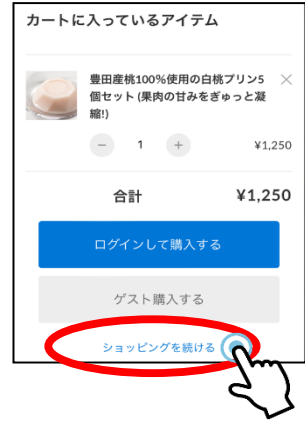 カートに入っているアイテム
豊田産桃100%使用の白桃プリン5
個セット (果肉の甘みをぎゅっと凝
縮!)
1
¥1,250
合計
¥1,250
ログインして購入する
ゲスト購入する
ショッピングを続ける